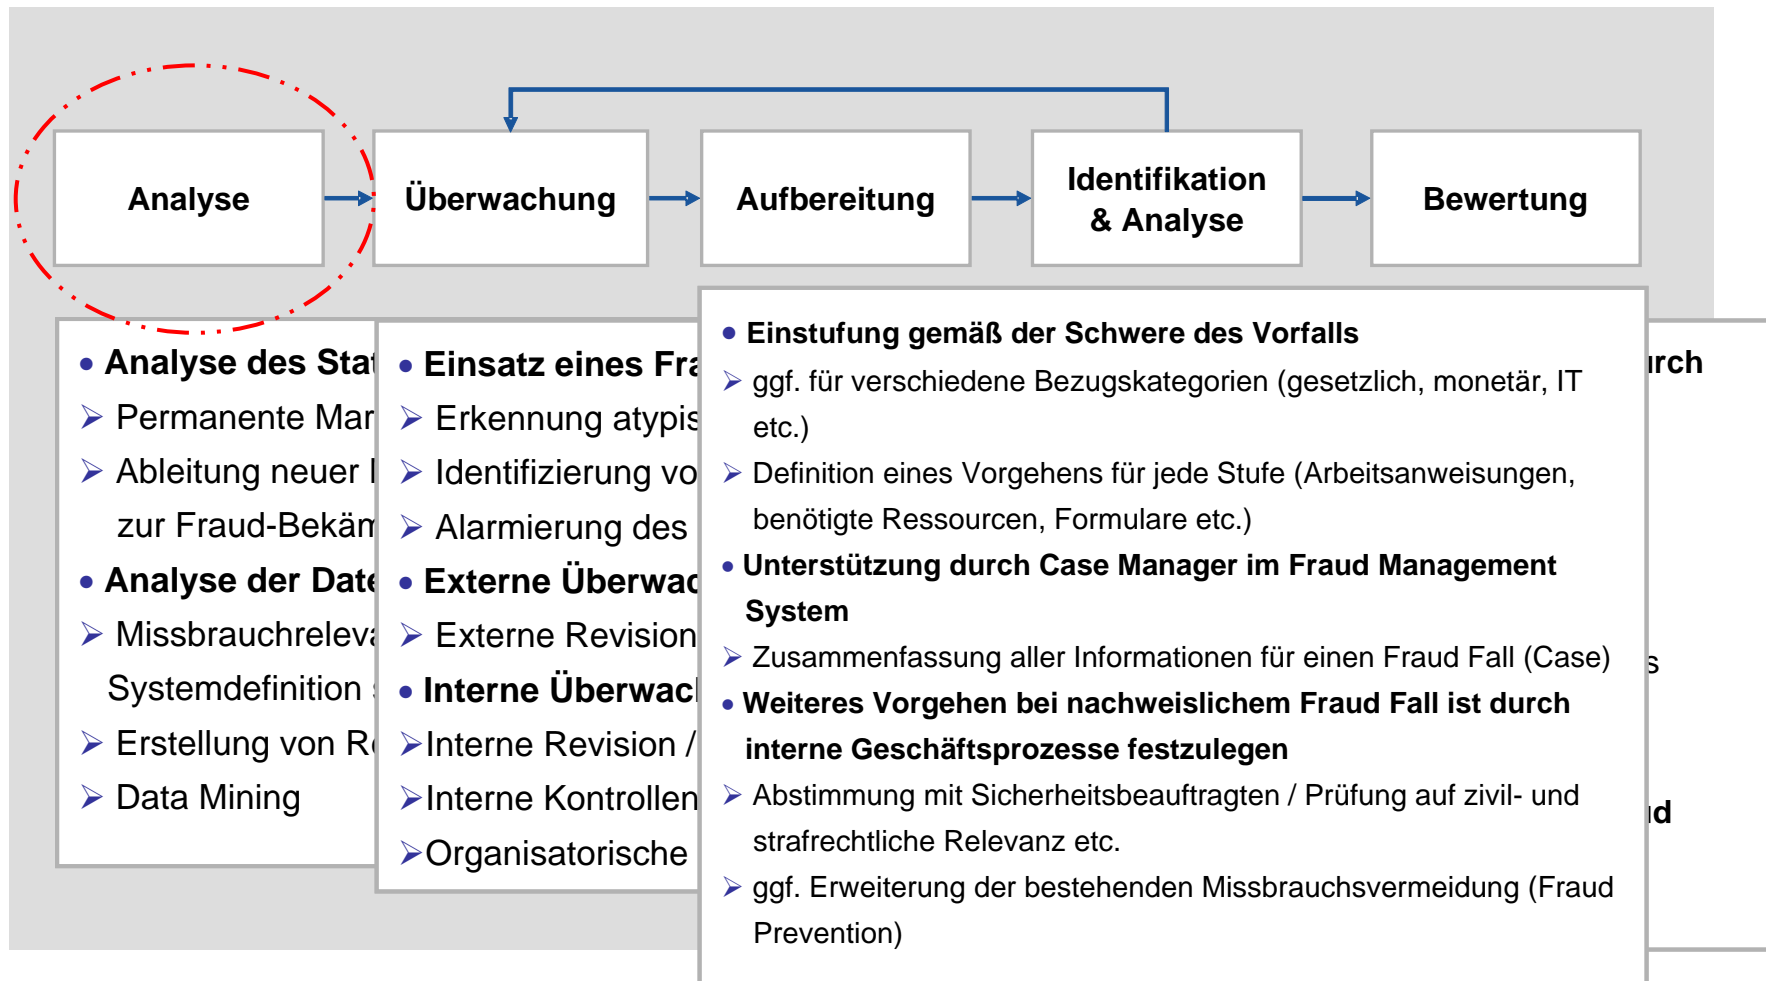 Analyse
Überwachung
Aufbereitung
Identifikation
& Analyse
Bewertung
• Analyse des
➢ Permanente
➢ Ableitung neuer
zur
• Analyse der
➢
Systemdefinition
➢ Erstellung von
➢ Data Mining
• Einsatz eines
➢ Erkennung
➢ Identifizierung
➢ Alarmierung des
• Externe
➢ Externe Revision
• Interne
➢Interne Revision /
➢Interne Kontrollen
➢Organisatorische
• Einstufung gemäß der Schwere des Vorfalls
➢ ggf. für verschiedene Bezugskategorien (gesetzlich, monetär, IT
etc.)
➢ Definition eines Vorgehens für jede Stufe (Arbeitsanweisungen,
benötigte Ressourcen, Formulare etc.)
• Unterstützung durch Case Manager im Fraud Management
System
➢ Zusammenfassung aller Informationen für einen Fraud Fall (Case)
• Weiteres Vorgehen bei nachweislichem Fraud Fall ist durch
interne Geschäftsprozesse festzulegen
➢ Abstimmung mit Sicherheitsbeauftragten / Prüfung auf zivil- und
strafrechtliche Relevanz etc.
➢ ggf. Erweiterung der bestehenden Missbrauchsvermeidung (Fraud
Prevention)